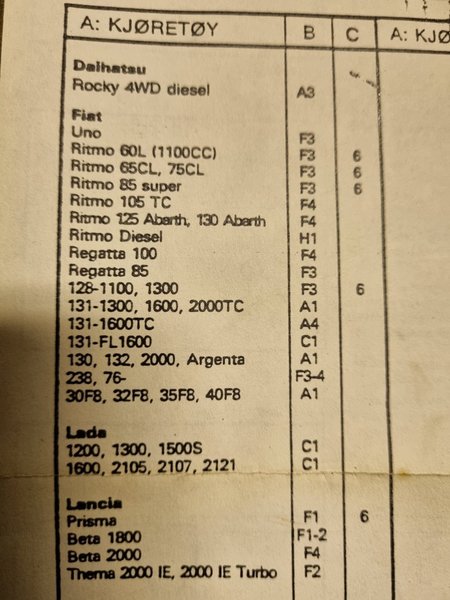 A: KJØRETØY B C A: KJØ
Daihatsu
Rocky 4WD diesel A3
Fiat
Uno F3
Ritmo 60L (1100CC) F3 6
Ritmo 65CL, 75CL F3 6
Ritmo 85 super F3 6
Ritmo 105 TC F4
Ritmo 125 Abarth, 130 Abarth F4
Ritmo Diesel H1
Regatta 100 F4
Regatta 85 F3
128-1100, 1300 F3 6
131-1300, 1600, 2000TC A1
131-1600TC A4
131-FL1600 C1
130, 132, 2000, Argenta A1
238, 76- F3-4
30F8, 32F8, 35F8, 40F8 A1
Lada
1200, 1300, 1500S C1
1600, 2105, 2107, 2121 C1
Lancia
Prisma F1 6
Beta 1800 F1-2
Beta 2000 F4
Thema 2000 IE, 2000 IE Turbo F2